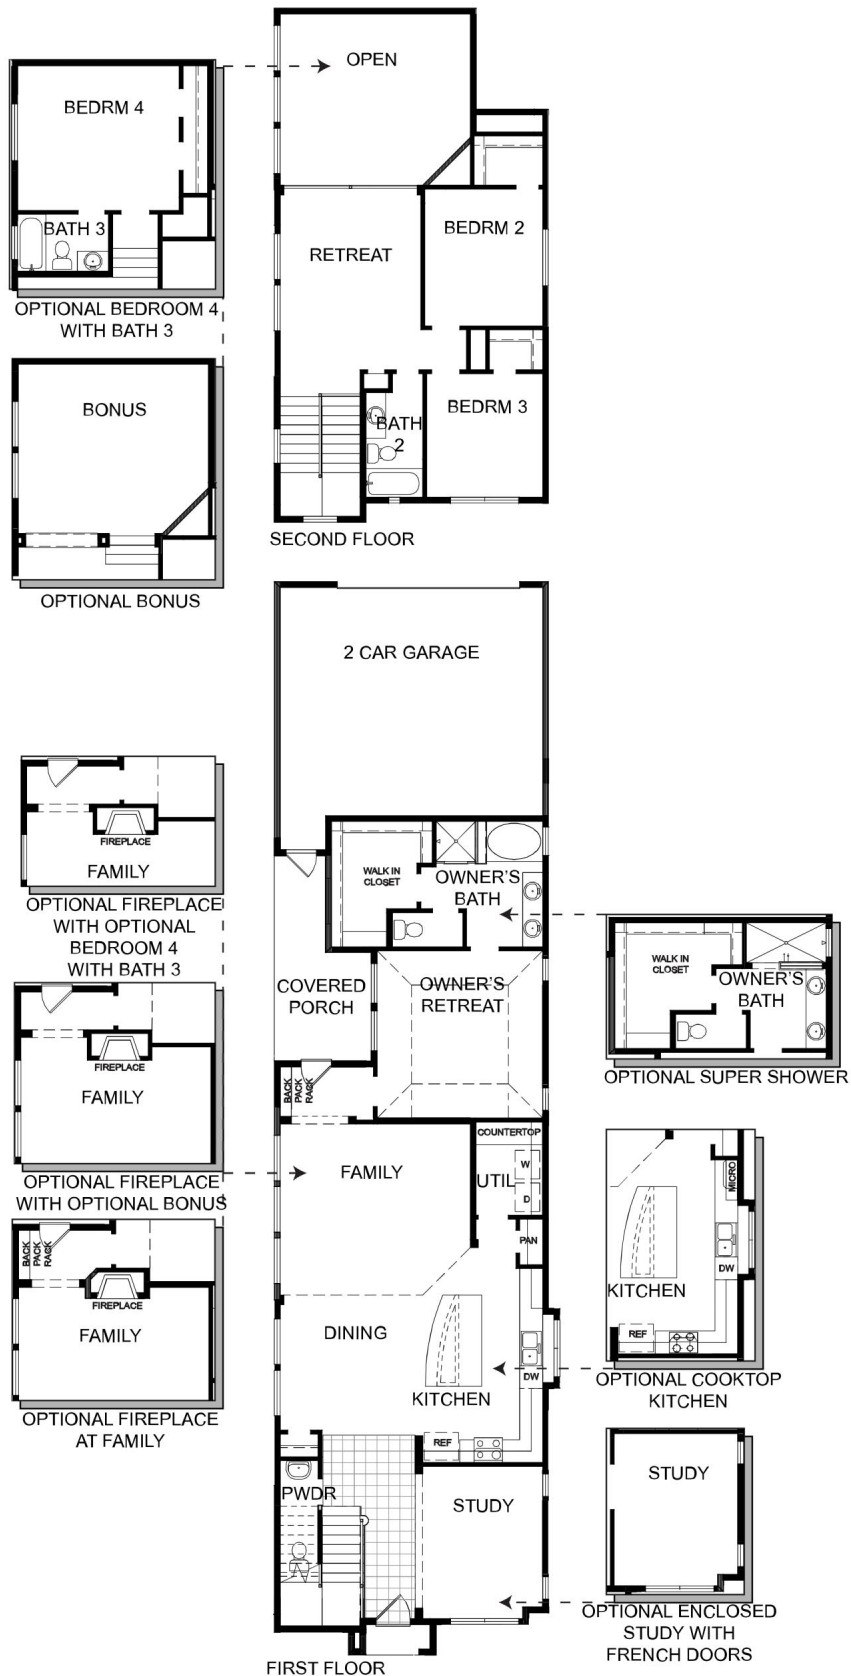 OPEN
BEDRM 4
BATH 3
OPTIONAL BEDROOM 4
WITH BATH 3
RETREAT
BEDRM 2
BONUS
BEDRM 3
BATH
2
OPTIONAL BONUS
SECOND FLOOR
2 CAR GARAGE
FIREPLACE
FAMILY
OPTIONAL FIREPLACE
WITH OPTIONAL
BEDROOM 4
WITH BATH 3
WALK IN
CLOSET
OWNER'S
BATH
COVERED
PORCH
OWNER'S
RETREAT
WALK IN
CLOSET
OWNER'S
BATH
OPTIONAL SUPER SHOWER
FIREPLACE
FAMILY
OPTIONAL FIREPLACE
WITH OPTIONAL BONUS
BACK
PACK
RACK
FAMILY
COUNTERTOP
W
UTIL
D
PAN
BACK
PACK
RACK
FIREPLACE
FAMILY
OPTIONAL FIREPLACE
AT FAMILY
DINING
KITCHEN
DW
REF
MICRO
DW
KITCHEN
REF
OPTIONAL COOKTOP
KITCHEN
PWDR
STUDY
STUDY
OPTIONAL ENCLOSED
STUDY WITH
FRENCH DOORS
FIRST FLOOR